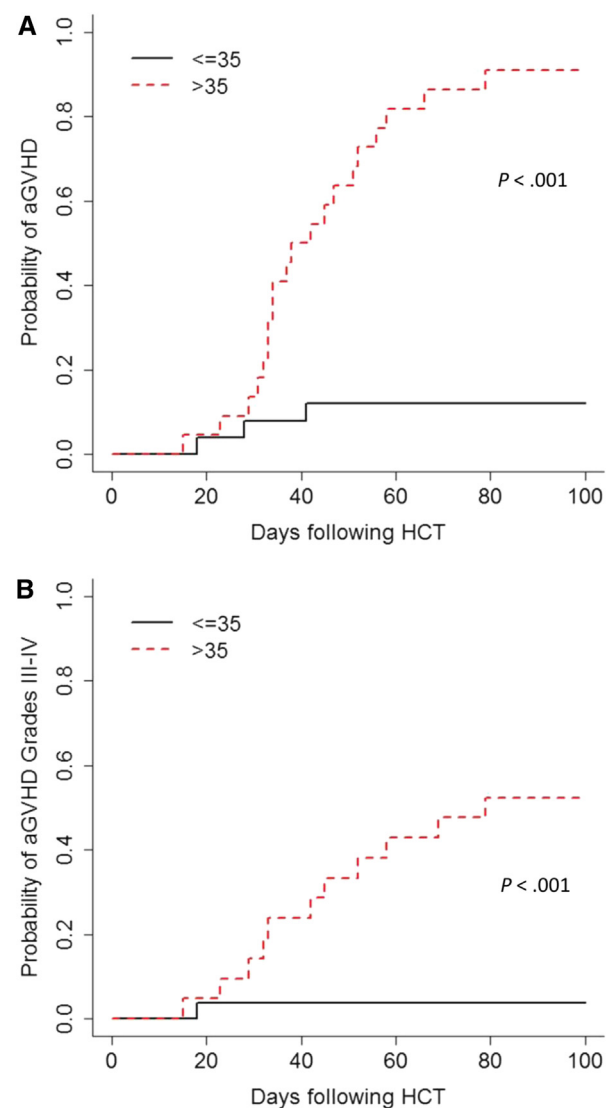 A
1.0
0.8
0.6
0.4
0.2
0.0
Probability of aGVHD
<=35
>35
P < .001
0 20 40 60 80 100
Days following HCT
B
1.0
0.8
0.6
0.4
0.2
0.0
Probability of aGVHD Grades III-IV
<=35
>35
P < .001
0 20 40 60 80 100
Days following HCT